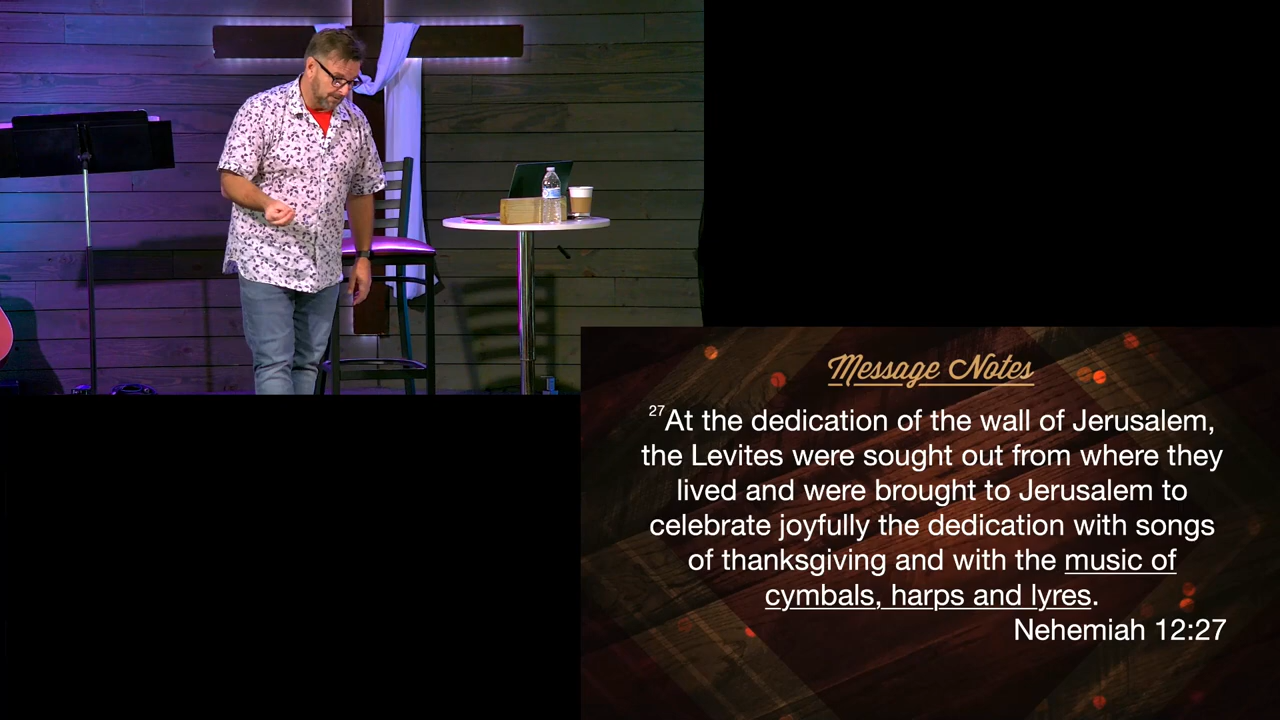 Message Notes
27At the dedication of the wall of Jerusalem,
the Levites were sought out from where they
lived and were brought to Jerusalem to
celebrate joyfully the dedication with songs
of thanksgiving and with the music of
cymbals, harps and lyres.
Nehemiah 12:27